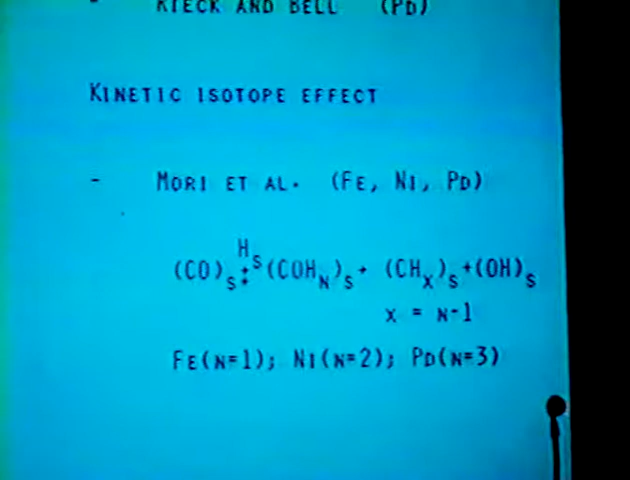 - RIECK AND BELL (PD)
KINETIC ISOTOPE EFFECT
- MORI ET AL. (FE, NI, PD)
(CO)S HS⇄ (COHN)S → (CHX)S+(OH)S
X = N-1
FE(N=1); NI(N=2); PD(N=3)